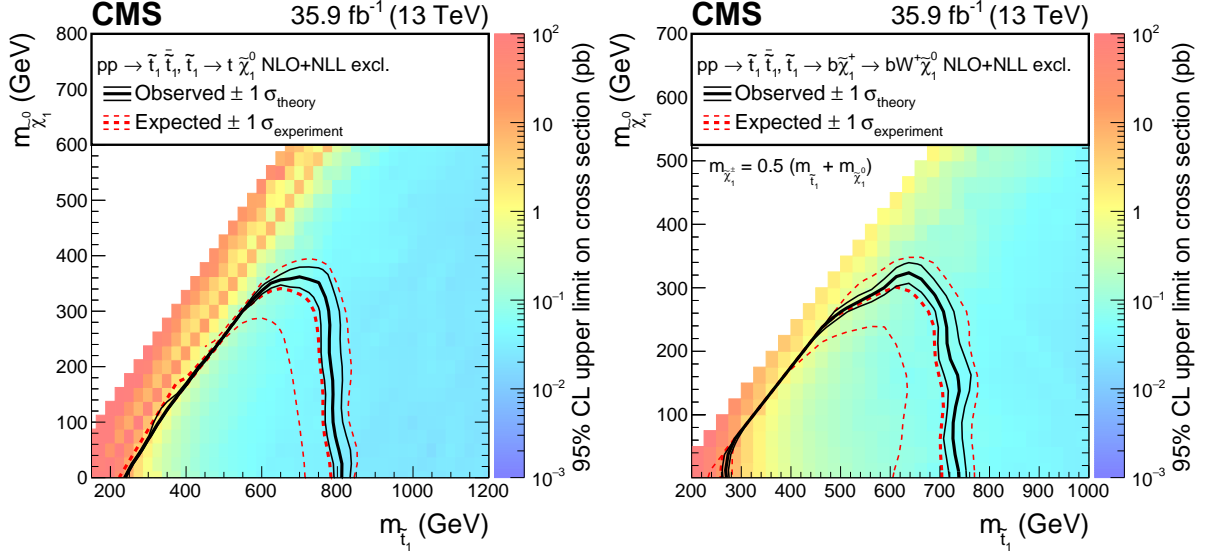 CMS 35.9 fb⁻¹ (13 TeV)
pp → t̃₁ t̃̄₁, t̃₁ → t χ̃₁⁰ NLO+NLL excl.
Observed ± 1 σ_theory
Expected ± 1 σ_experiment
m_χ̃₁⁰ (GeV)
800
700
600
500
400
300
200
100
0
200 400 600 800 1000 1200
m_t̃₁ (GeV)
10²
10
1
10⁻¹
10⁻²
10⁻³
95% CL upper limit on cross section (pb)
CMS 35.9 fb⁻¹ (13 TeV)
pp → t̃₁ t̃̄₁, t̃₁ → bχ̃₁⁺ → bW⁺χ̃₁⁰ NLO+NLL excl.
Observed ± 1 σ_theory
Expected ± 1 σ_experiment
m_χ̃₁± = 0.5 (m_t̃₁ + m_χ̃₁⁰)
m_χ̃₁⁰ (GeV)
700
600
500
400
300
200
100
0
200 300 400 500 600 700 800 900 1000
m_t̃₁ (GeV)
10²
10
1
10⁻¹
10⁻²
10⁻³
95% CL upper limit on cross section (pb)